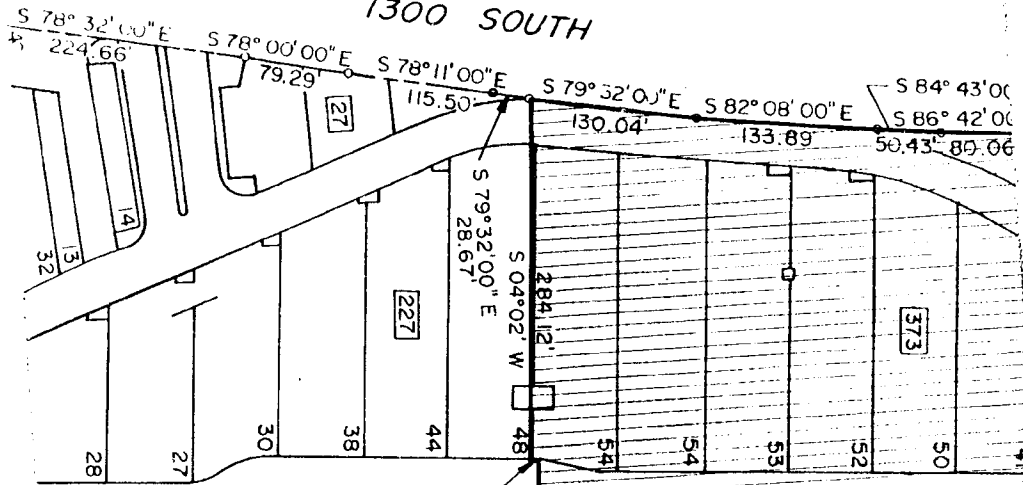 1300 SOUTH
S 78° 32' 00" E
224.66'
S 78° 00' 00" E
79.29'
S 78° 11' 00" E
115.50'
S 79° 32' 00" E
130.04'
S 82° 08' 00" E
133.89'
S 84° 43' 00
S 86° 42' 00
50.43'
80.06
27
S 79° 32' 00" E
28.67'
S 04° 02' W
284.12'
14
13
32
227
373
28
27
30
38
44
48
54
54
53
52
50